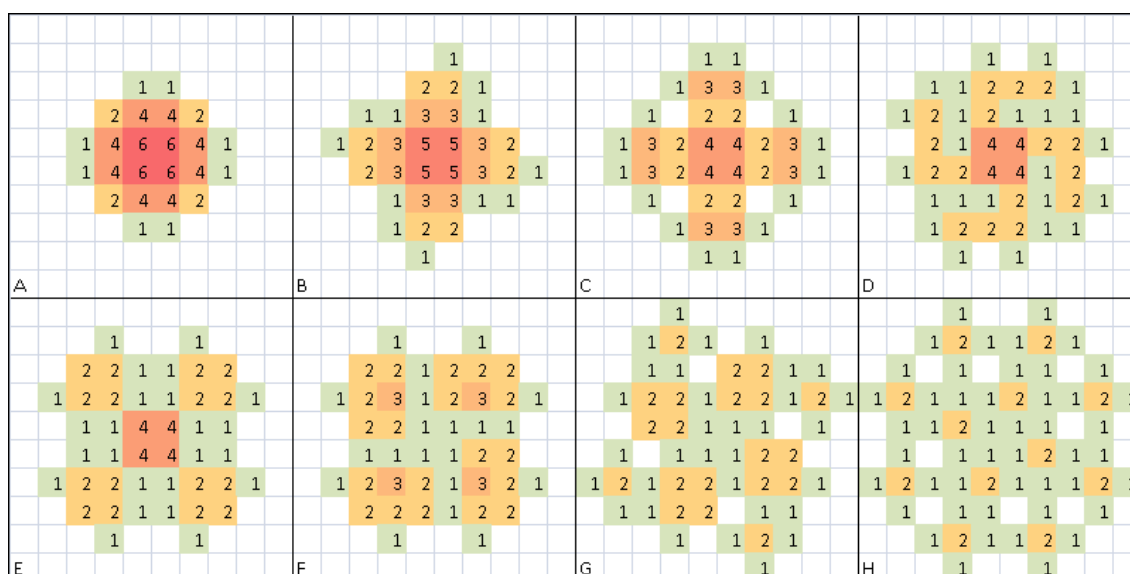 1 1
2 4 4 2
1 4 6 6 4 1
1 4 6 6 4 1
2 4 4 2
1 1
A
1
2 2 1
1 1 3 3 1
1 2 3 5 5 3 2
2 3 5 5 3 2 1
1 3 3 1 1
1 2 2
1
B
1 1
1 3 3 1
1 2 2 1
1 3 2 4 4 2 3 1
1 3 2 4 4 2 3 1
1 2 2 1
1 3 3 1
1 1
C
1 1
1 1 2 2 2 1
1 2 1 2 1 1 1
2 1 4 4 2 2 1
1 2 2 4 4 1 2
1 1 1 2 1 2 1
1 2 2 2 1 1
1 1
D
1 1
2 2 1 1 2 2
1 2 2 1 1 2 2 1
1 1 4 4 1 1
1 1 4 4 1 1
1 2 2 1 1 2 2 1
2 2 1 1 2 2
1 1
E
1 1
2 2 1 2 2 2
1 2 3 1 2 3 2 1
2 2 1 1 1 1
1 1 1 1 2 2
1 2 3 2 1 3 2 1
2 2 2 1 2 2
1 1
F
1
1 2 1 1
1 1 2 2 1 1
1 2 2 1 2 2 1 2 1
2 2 1 1 1 1
1 1 1 1 2 2
1 2 1 2 2 1 2 2 1
1 1 2 2 1 1
1 1 2 1
1
G
1 1
1 2 1 1 2 1
1 1 1 1 1
1 2 1 1 1 2 1 1 2 1
1 1 2 1 1 1 1
1 1 1 1 2 1 1
1 2 1 1 2 1 1 1 2 1
1 1 1 1 1
1 2 1 1 2 1
1 1
H